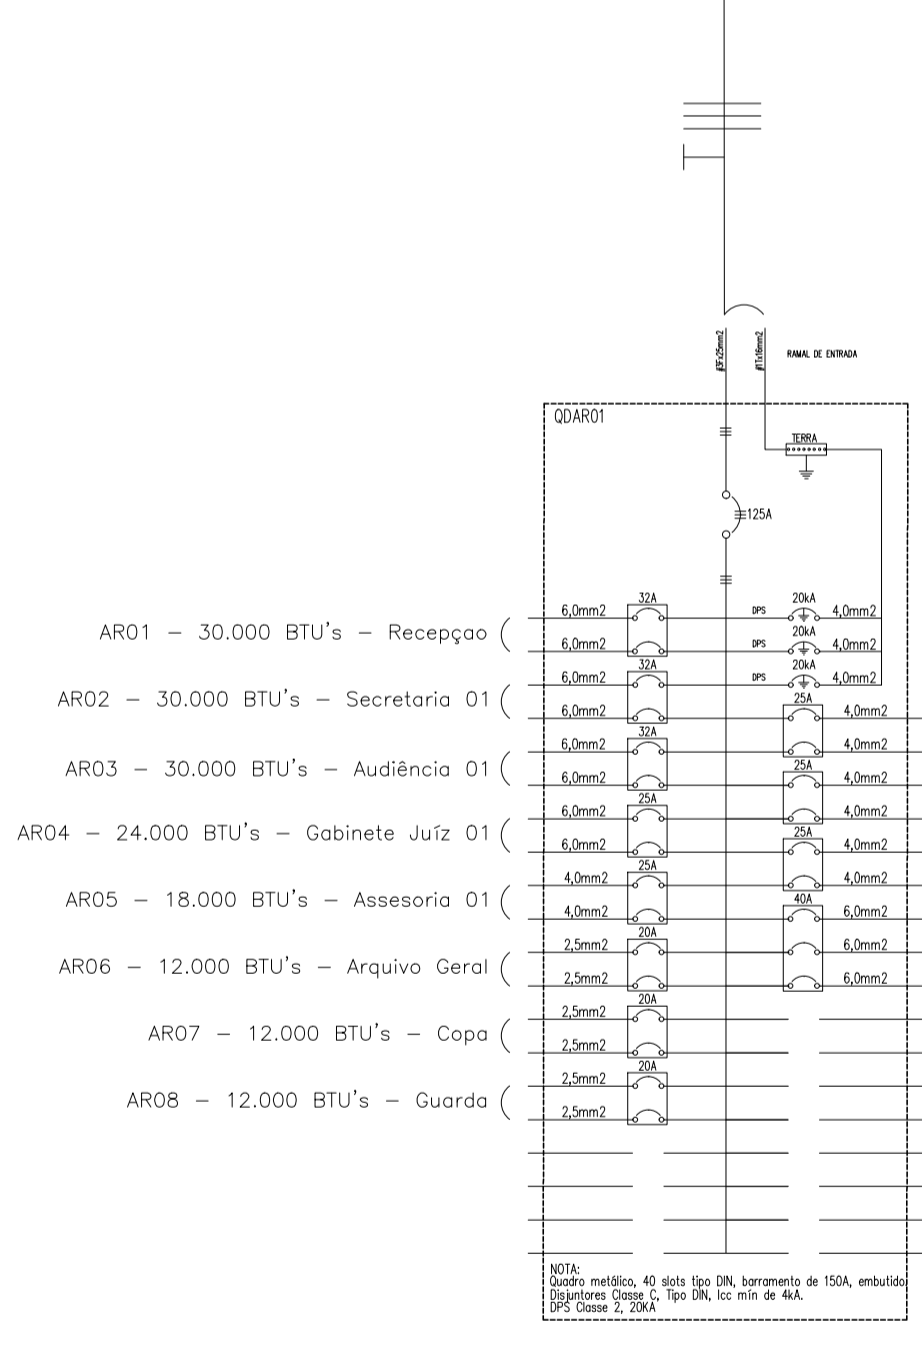 #3Fx25mm2
#1Tx16mm2
RAMAL DE ENTRADA
QDAR01
TERRA
125A
32A
20kA
6,0mm2
DPS
4,0mm2
AR01 - 30.000 BTU's - Recepçao
20kA
6,0mm2
DPS
4,0mm2
32A
20kA
6,0mm2
DPS
4,0mm2
AR02 - 30.000 BTU's - Secretaria 01
25A
6,0mm2
4,0mm2
32A
6,0mm2
4,0mm2
AR03 - 30.000 BTU's - Audiência 01
25A
6,0mm2
4,0mm2
25A
6,0mm2
4,0mm2
AR04 - 24.000 BTU's - Gabinete Juíz 01
25A
6,0mm2
4,0mm2
25A
4,0mm2
4,0mm2
AR05 - 18.000 BTU's - Assesoria 01
40A
4,0mm2
6,0mm2
20A
2,5mm2
6,0mm2
AR06 - 12.000 BTU's - Arquivo Geral
2,5mm2
6,0mm2
20A
2,5mm2
AR07 - 12.000 BTU's - Copa
2,5mm2
20A
2,5mm2
AR08 - 12.000 BTU's - Guarda
2,5mm2
NOTA:
Quadro metálico, 40 slots tipo DIN, barramento de 150A, embutido
Disjuntores Classe C, Tipo DIN, Icc mín de 4kA.
DPS Classe 2, 20KA